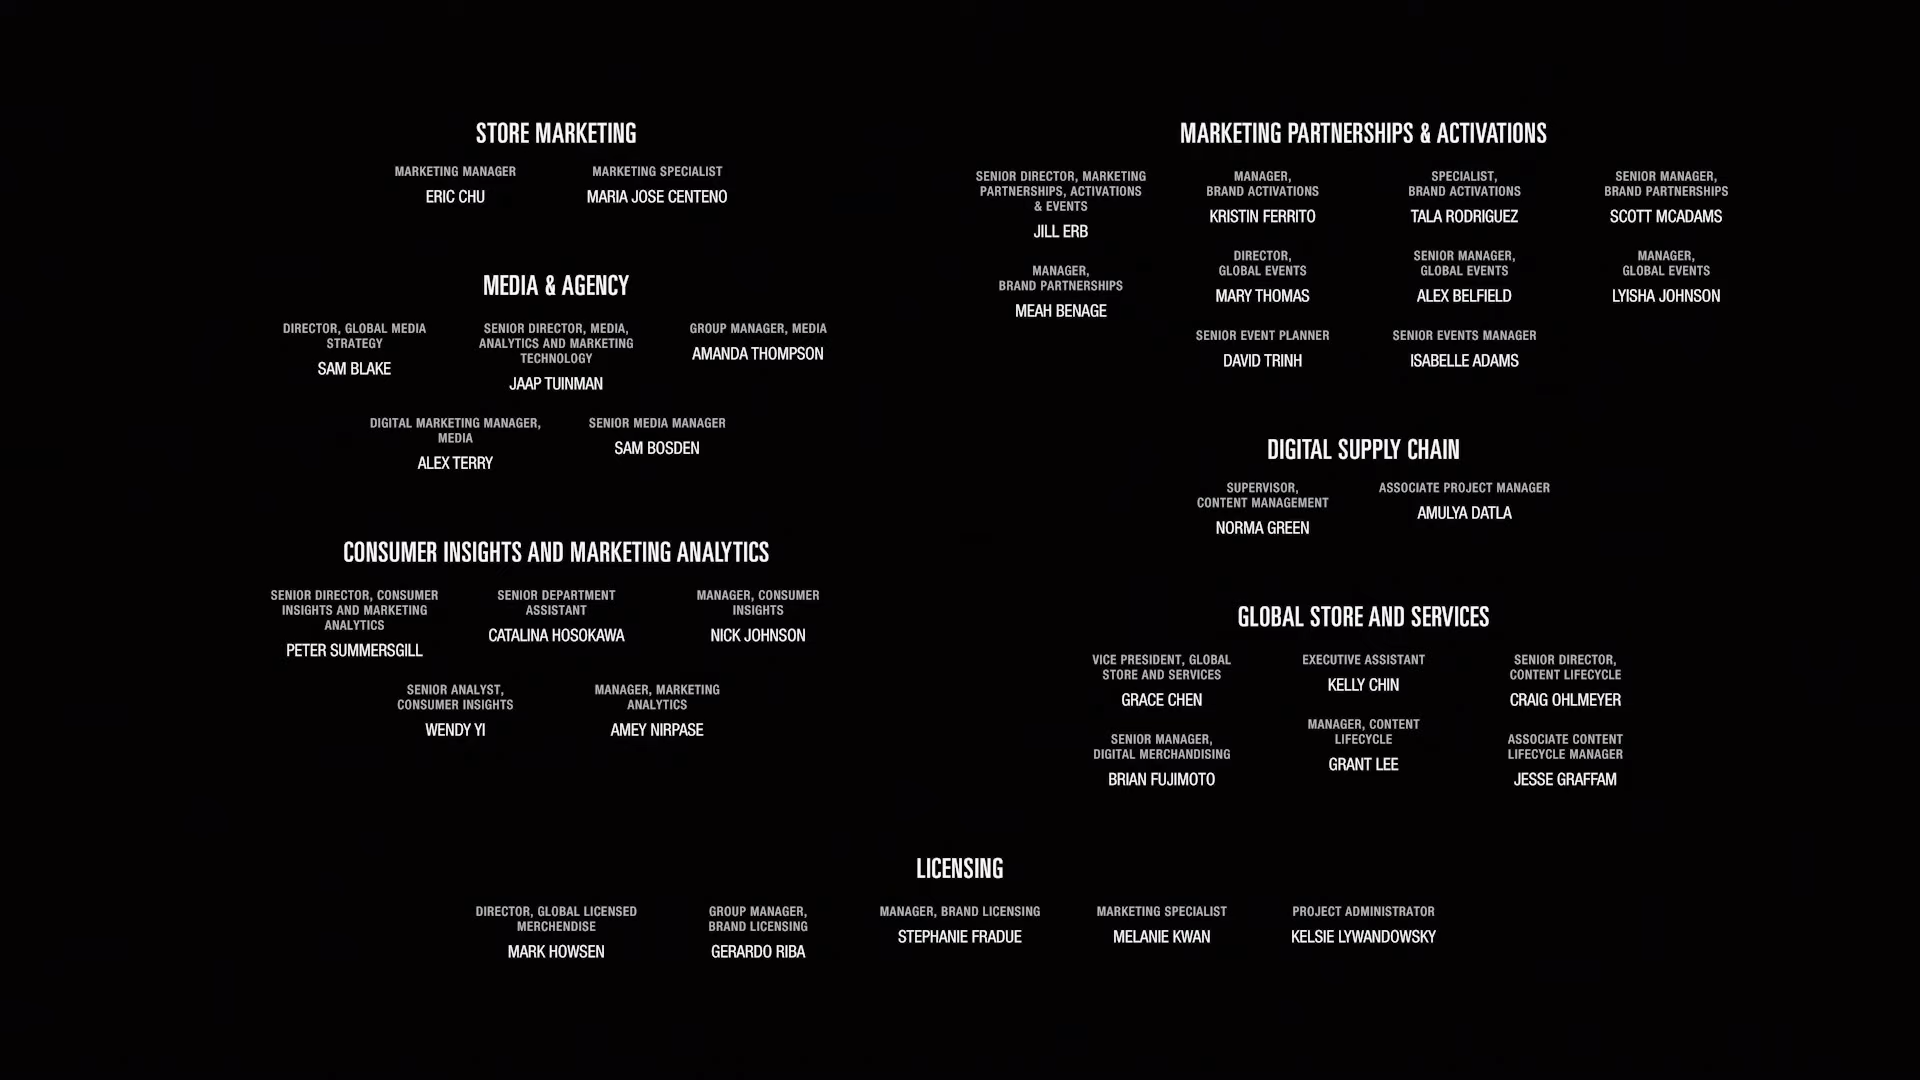 STORE MARKETING
MARKETING MANAGER
ERIC CHU
MARKETING SPECIALIST
MARIA JOSE CENTENO
MEDIA & AGENCY
DIRECTOR, GLOBAL MEDIA
STRATEGY
SAM BLAKE
SENIOR DIRECTOR, MEDIA,
ANALYTICS AND MARKETING
TECHNOLOGY
JAAP TUINMAN
GROUP MANAGER, MEDIA
AMANDA THOMPSON
DIGITAL MARKETING MANAGER,
MEDIA
ALEX TERRY
SENIOR MEDIA MANAGER
SAM BOSDEN
CONSUMER INSIGHTS AND MARKETING ANALYTICS
SENIOR DIRECTOR, CONSUMER
INSIGHTS AND MARKETING
ANALYTICS
PETER SUMMERSGILL
SENIOR DEPARTMENT
ASSISTANT
CATALINA HOSOKAWA
MANAGER, CONSUMER
INSIGHTS
NICK JOHNSON
SENIOR ANALYST,
CONSUMER INSIGHTS
WENDY YI
MANAGER, MARKETING
ANALYTICS
AMEY NIRPASE
MARKETING PARTNERSHIPS & ACTIVATIONS
SENIOR DIRECTOR, MARKETING
PARTNERSHIPS, ACTIVATIONS
& EVENTS
JILL ERB
MANAGER,
BRAND ACTIVATIONS
KRISTIN FERRITO
SPECIALIST,
BRAND ACTIVATIONS
TALA RODRIGUEZ
SENIOR MANAGER,
BRAND PARTNERSHIPS
SCOTT MCADAMS
MANAGER,
BRAND PARTNERSHIPS
MEAH BENAGE
DIRECTOR,
GLOBAL EVENTS
MARY THOMAS
SENIOR MANAGER,
GLOBAL EVENTS
ALEX BELFIELD
MANAGER,
GLOBAL EVENTS
LYISHA JOHNSON
SENIOR EVENT PLANNER
DAVID TRINH
SENIOR EVENTS MANAGER
ISABELLE ADAMS
DIGITAL SUPPLY CHAIN
SUPERVISOR,
CONTENT MANAGEMENT
NORMA GREEN
ASSOCIATE PROJECT MANAGER
AMULYA DATLA
GLOBAL STORE AND SERVICES
VICE PRESIDENT, GLOBAL
STORE AND SERVICES
GRACE CHEN
EXECUTIVE ASSISTANT
KELLY CHIN
SENIOR DIRECTOR,
CONTENT LIFECYCLE
CRAIG OHLMEYER
SENIOR MANAGER,
DIGITAL MERCHANDISING
BRIAN FUJIMOTO
MANAGER, CONTENT
LIFECYCLE
GRANT LEE
ASSOCIATE CONTENT
LIFECYCLE MANAGER
JESSE GRAFFAM
LICENSING
DIRECTOR, GLOBAL LICENSED
MERCHENDISE
MARK HOWSEN
GROUP MANAGER,
BRAND LICENSING
GERARDO RIBA
MANAGER, BRAND LICENSING
STEPHANIE FRADUE
MARKETING SPECIALIST
MELANIE KWAN
PROJECT ADMINISTRATOR
KELSIE LYWANDOWSKY